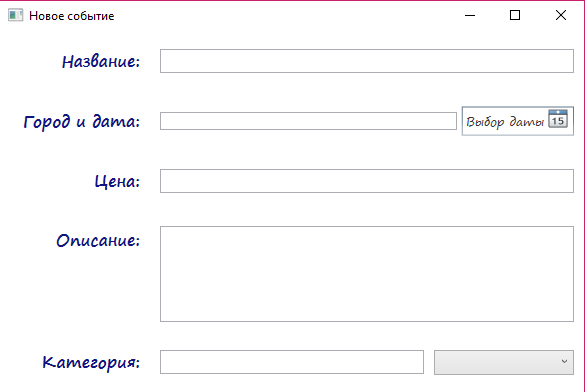 Новое событие
Название:
Город и дата:
Выбор даты 15
Цена:
Описание:
Категория: